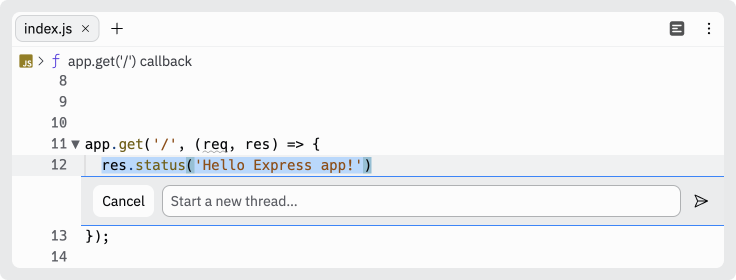 index.js × +
JS > ƒ app.get('/') callback
8
9
10
11 app.get('/', (req, res) => {
12 res.status('Hello Express app!')
Cancel Start a new thread...
13 });
14